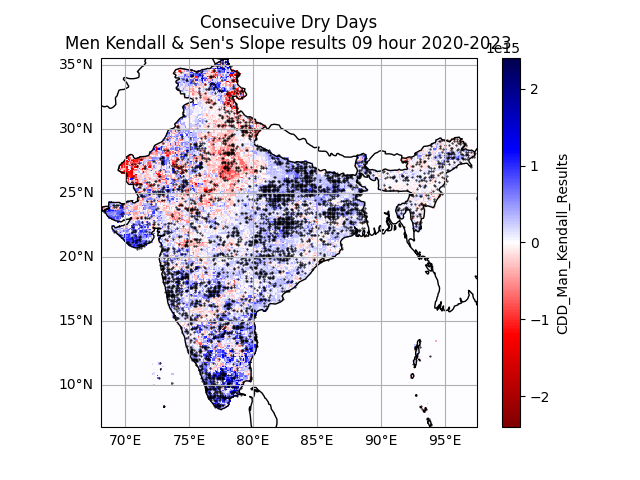 Consecuive Dry Days
Men Kendall & Sen's Slope results 09 hour 2020-2023
1e15
35°N
30°N
25°N
20°N
15°N
10°N
70°E
75°E
80°E
85°E
90°E
95°E
2
1
0
−1
−2
CDD_Man_Kendall_Results